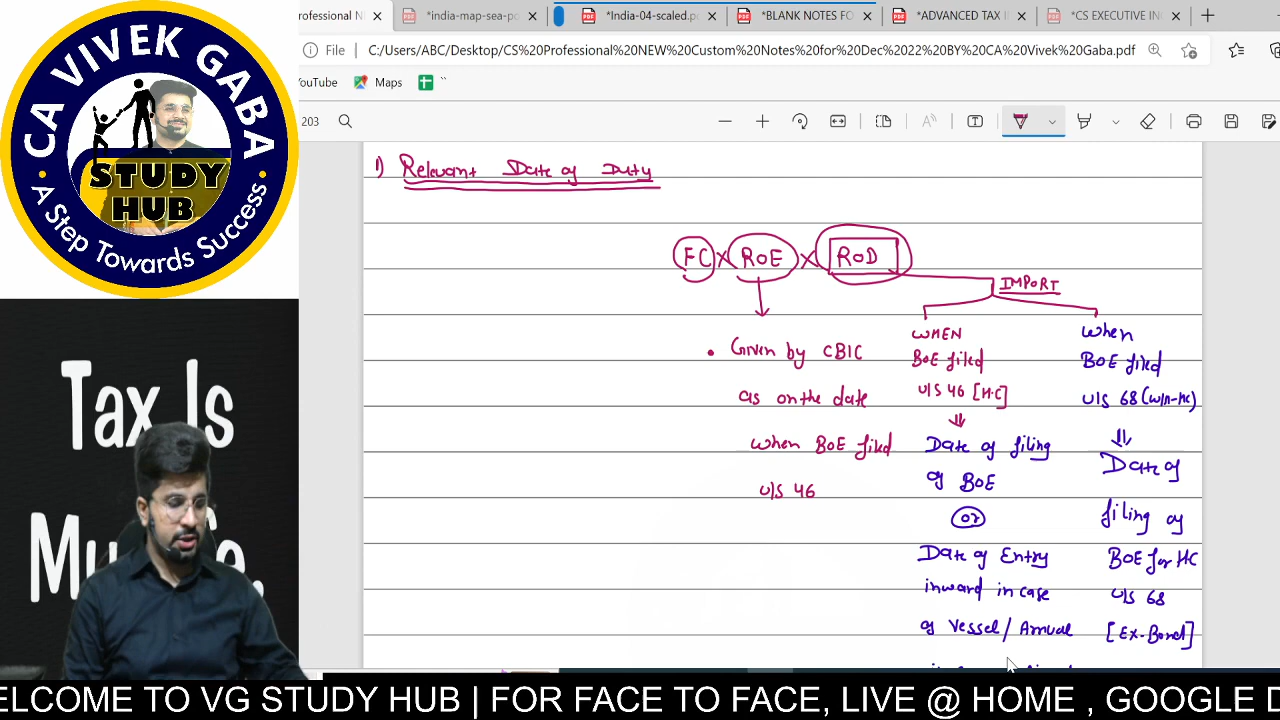 CA VIVEK GABA
STUDY
HUB
A Step Towards Success
Tax Is
rofessional N
*india-map-sea-po
*India-04-scaled.p
*BLANK NOTES FO
*ADVANCED TAX L
*CS EXECUTIVE IN
File
C:/Users/ABC/Desktop/CS%20Professional%20NEW%20Custom%20Notes%20for%20Dec%2022%20BY%20CA%20Vivek%20Gaba.pdf
ouTube
Maps
``
203
1) Relevant Date of Duty
FC x RoE x RoD
IMPORT
• Given by CBIC
as on the date
when BoE filed
u/s 46
WHEN
BoE filed
u/s 46 [H.C]
Date of filing
of BoE
or
Date of Entry
inward in case
of Vessel/ Arrival
When
BOE filed
u/s 68 (W/H-HC)
Date of
filing of
BOE for HC
u/s 68
[Ex-Bond]
ELCOME TO VG STUDY HUB | FOR FACE TO FACE, LIVE @ HOME , GOOGLE D